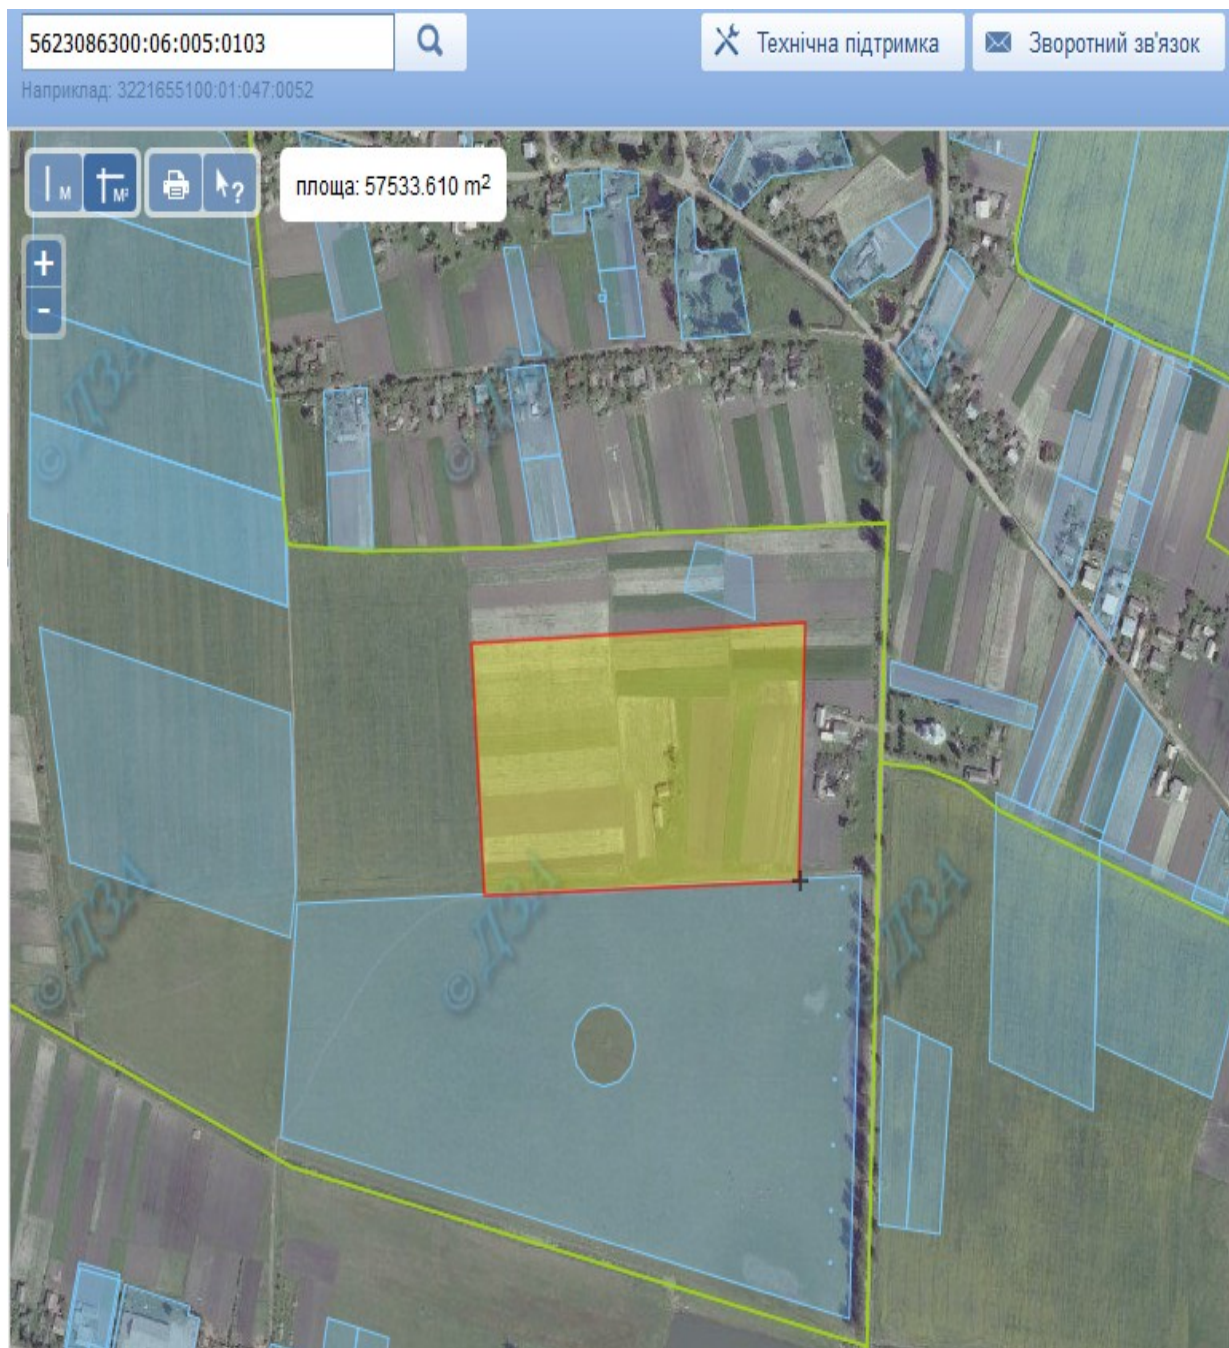 5623086300:06:005:0103
Технічна підтримка
Зворотний зв'язок
Наприклад: 3221655100:01:047:0052
м
м²
?
площа: 57533.610 m²
+
-
© ДЗА
© ДЗА
© ДЗА
© ДЗА
© ДЗА
© ДЗА